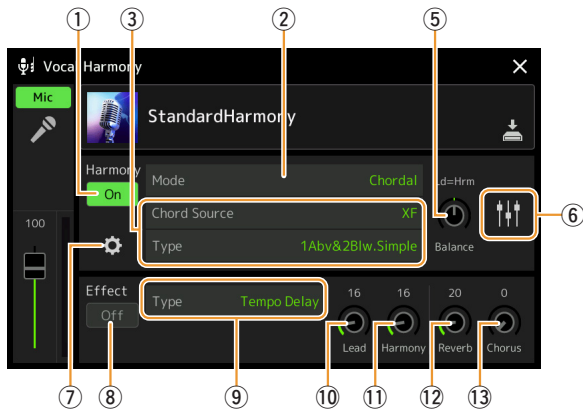 ① ③ ② ⑤
Vocal Harmony
Mic
StandardHarmony
Harmony
On
Mode Chordal
Ld=Hrm
Chord Source XF
⑥
100
Type 1Abv&2Blw.Simple
Balance
Effect
Off
Type Tempo Delay
16 16 20 0
Lead Harmony Reverb Chorus
⑦ ⑧ ⑨ ⑩ ⑪ ⑫ ⑬